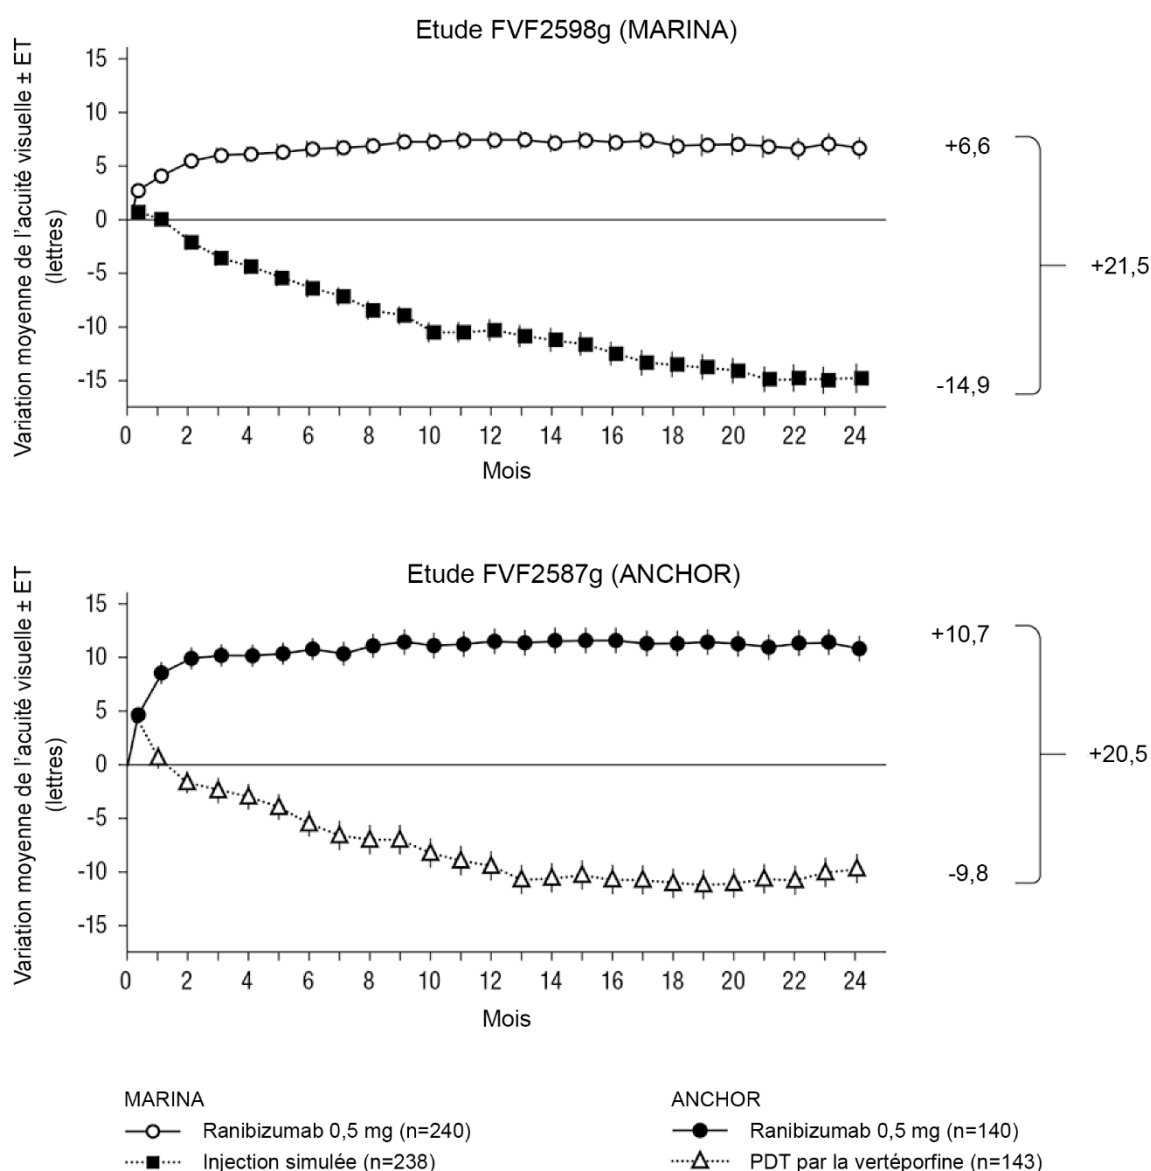 Etude FVF2598g (MARINA)
Variation moyenne de l'acuité visuelle ± ET
(lettres)
15
10
5
0
-5
-10
-15
0 2 4 6 8 10 12 14 16 18 20 22 24
Mois
+6,6
+21,5
-14,9
Etude FVF2587g (ANCHOR)
Variation moyenne de l'acuité visuelle ± ET
(lettres)
15
10
5
0
-5
-10
-15
0 2 4 6 8 10 12 14 16 18 20 22 24
Mois
+10,7
+20,5
-9,8
MARINA
Ranibizumab 0,5 mg (n=240)
Injection simulée (n=238)
ANCHOR
Ranibizumab 0,5 mg (n=140)
PDT par la vertéporfine (n=143)